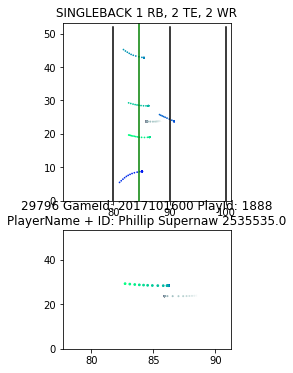 SINGLEBACK 1 RB, 2 TE, 2 WR
50
40
30
20
10
0
80 90 100
29796 GameId: 2017101600 PlayId: 1888
PlayerName + ID: Phillip Supernaw 2535535.0
40
20
0
80 85 90